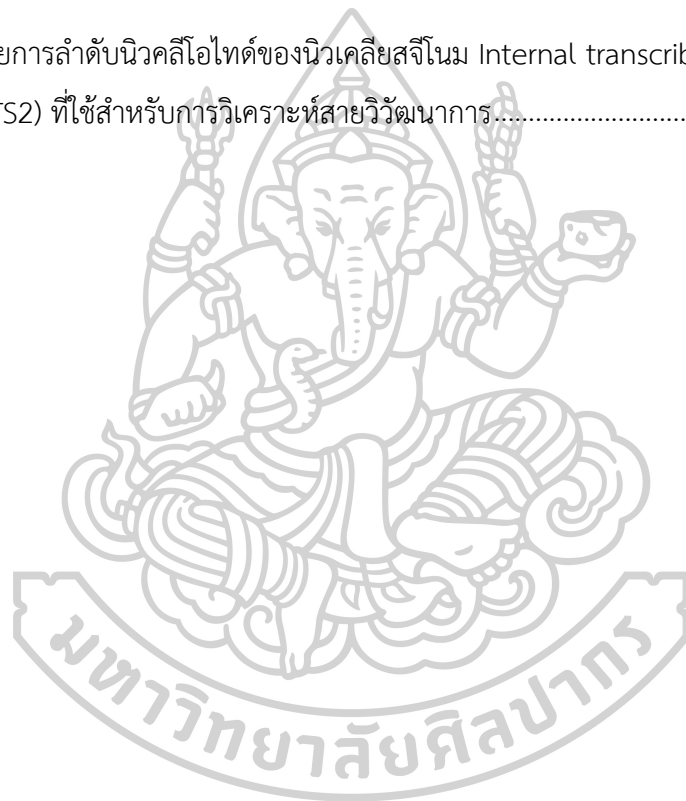 ยการลำดับนิวคลีโอไทด์ของนิวเคลียสจีโนม Internal transcrib
TS2) ที่ใช้สำหรับการวิเคราะห์สายวิวัฒนาการ..........................
มหาวิทยาลัยศิลปากร